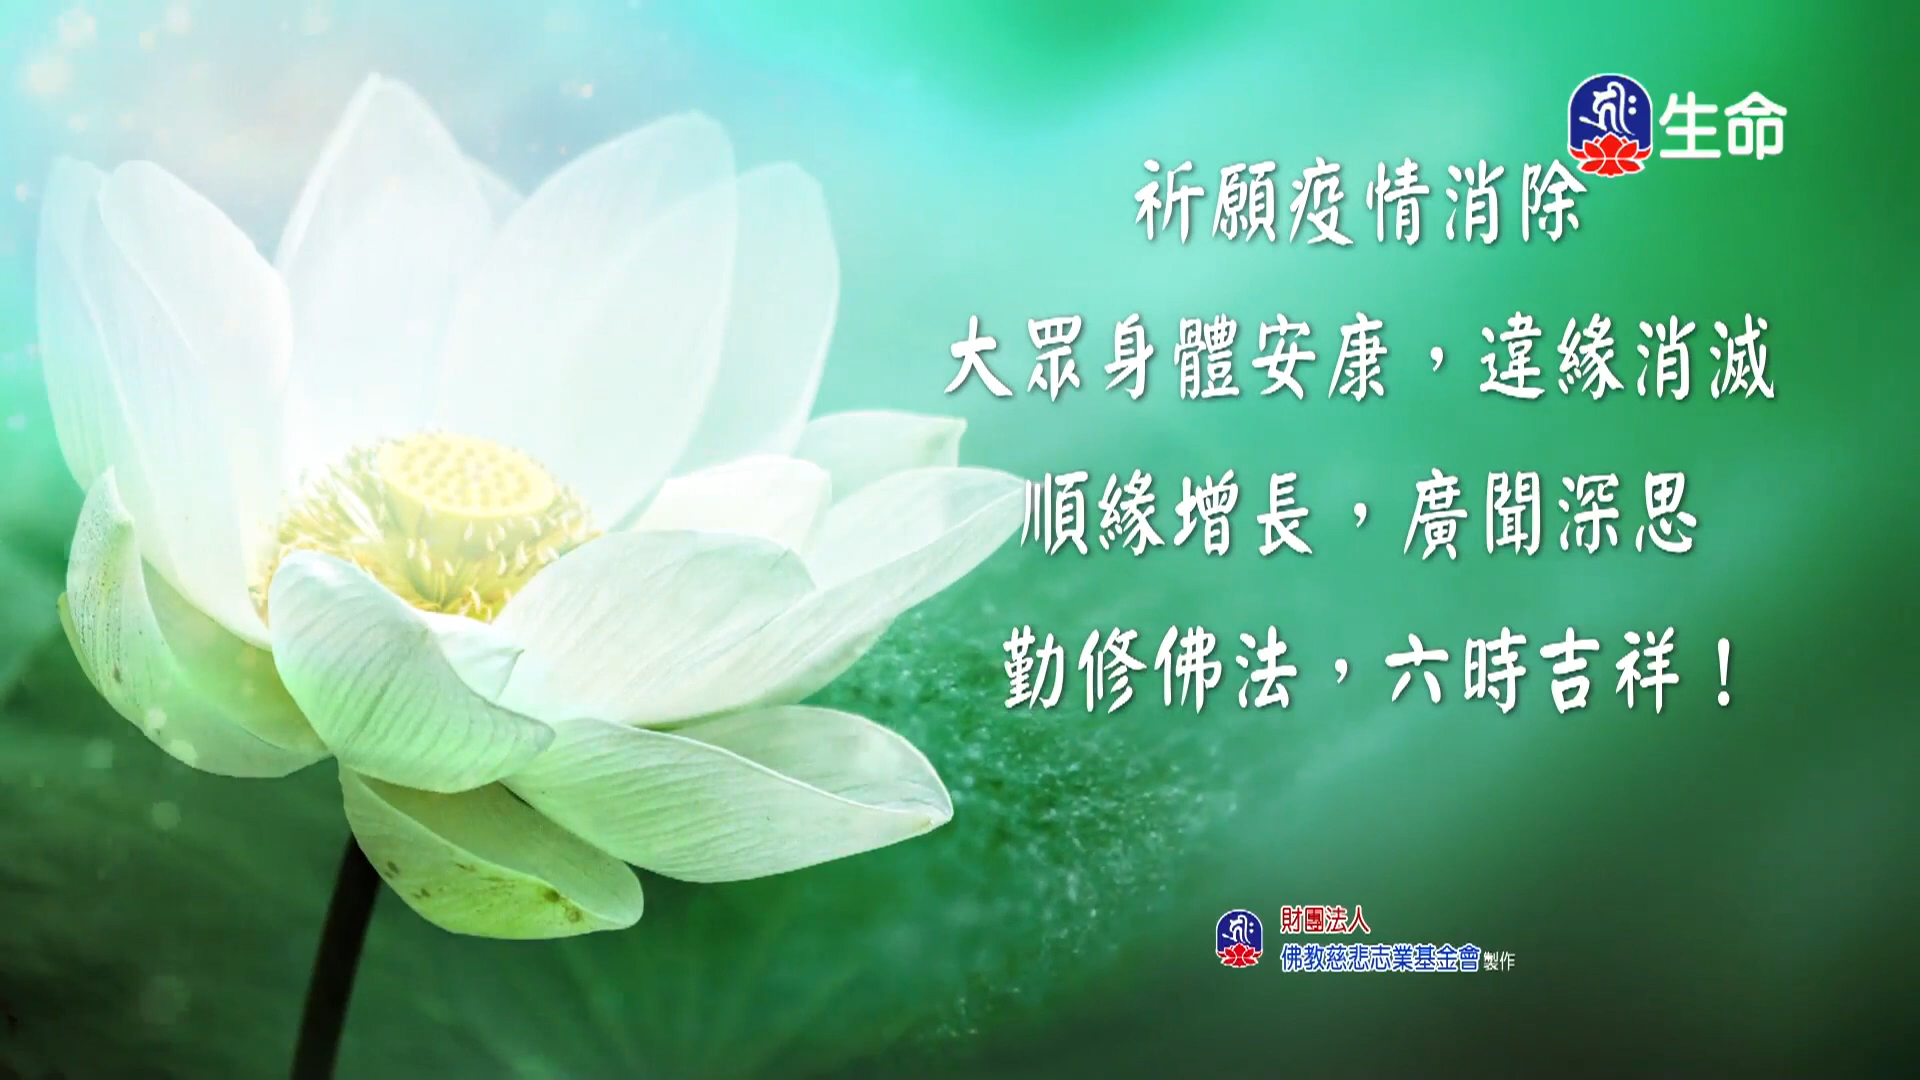 生命
祈願疫情消除
大眾身體安康，違緣消滅
順緣增長，廣聞深思
勤修佛法，六時吉祥！
財團法人
佛教慈悲志業基金會製作